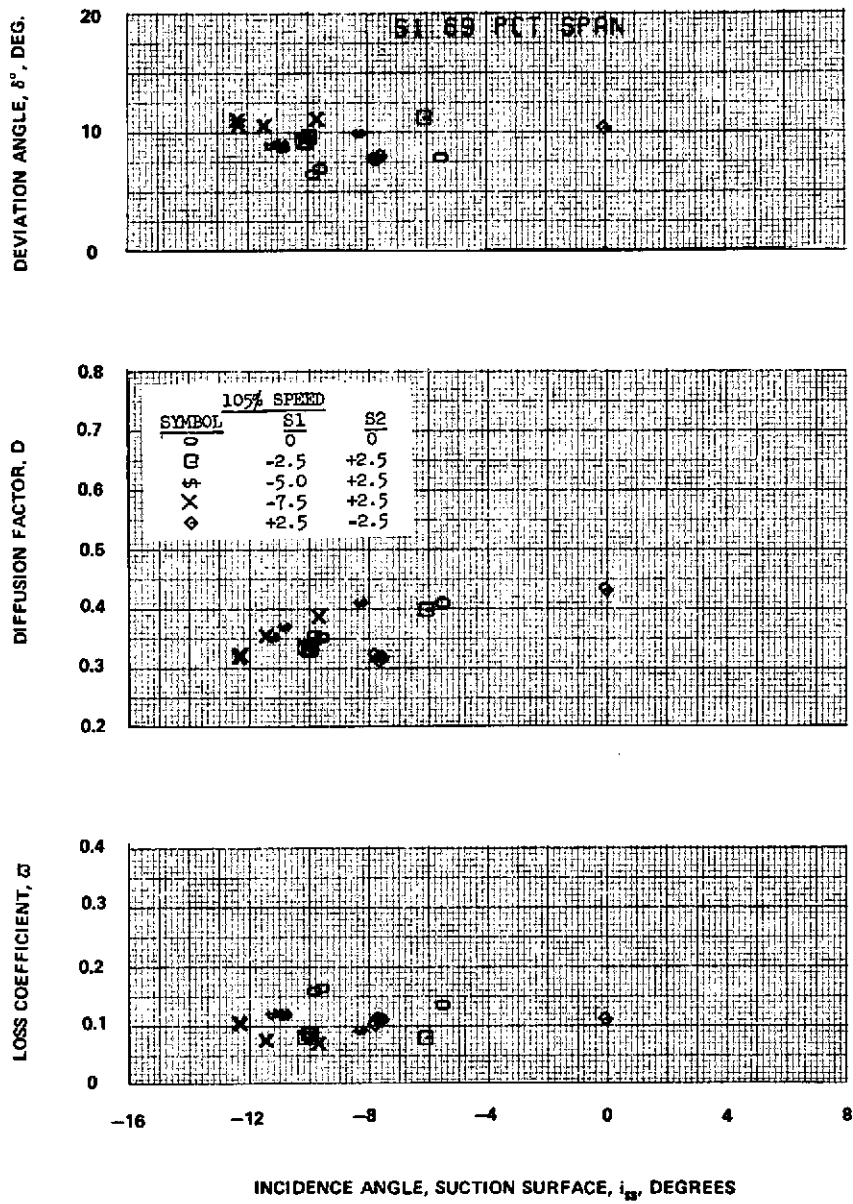 S1 89 PCT SPAN
DEVIATION ANGLE, δ°, DEG.
20
10
0
DIFFUSION FACTOR, D
0.8
0.7
0.6
0.5
0.4
0.3
0.2
105% SPEED
SYMBOL S1 S2
0 0
-2.5 +2.5
-5.0 +2.5
-7.5 +2.5
+2.5 -2.5
LOSS COEFFICIENT, ϖ
0.4
0.3
0.2
0.1
0
-16 -12 -8 -4 0 4 8
INCIDENCE ANGLE, SUCTION SURFACE, iss, DEGREES